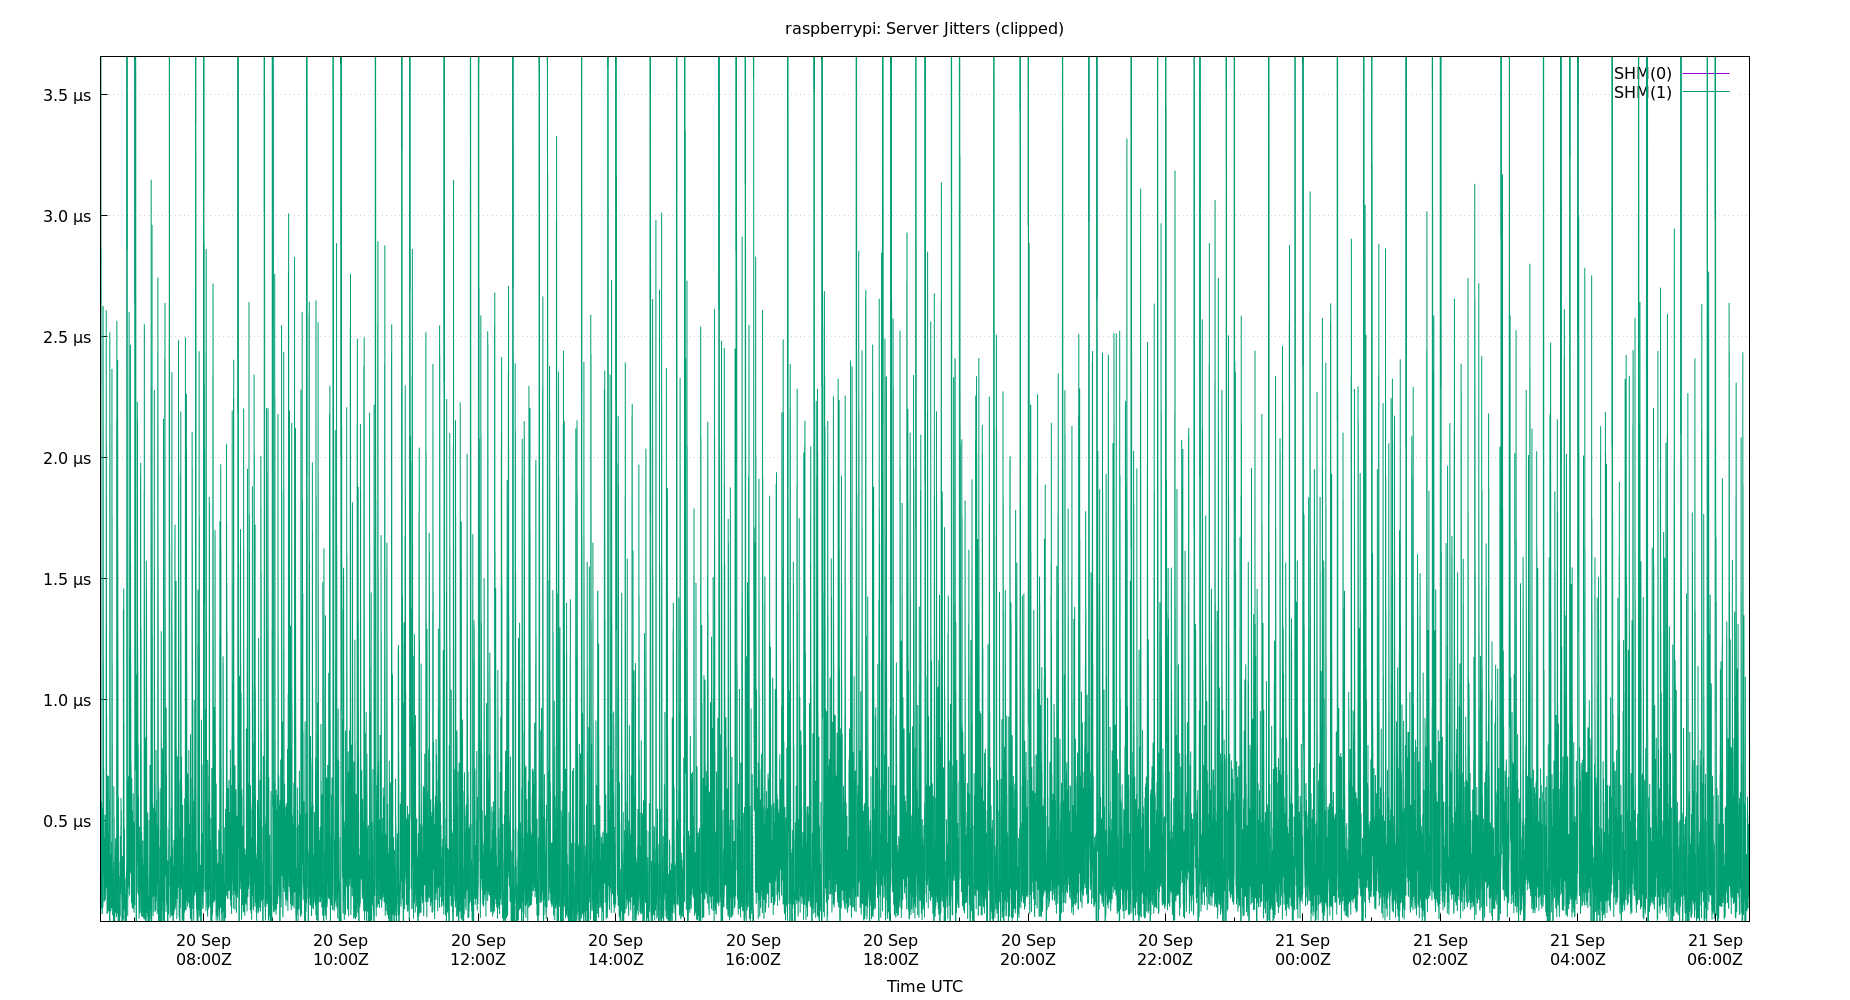 raspberrypi: Server Jitters (clipped)
SHM(0)
SHM(1)
3.5 μs
3.0 μs
2.5 μs
2.0 μs
1.5 μs
1.0 μs
0.5 μs
20 Sep 20 Sep 20 Sep 20 Sep 20 Sep 20 Sep 20 Sep 20 Sep 21 Sep 21 Sep 21 Sep 21 Sep
08:00Z 10:00Z 12:00Z 14:00Z 16:00Z 18:00Z 20:00Z 22:00Z 00:00Z 02:00Z 04:00Z 06:00Z
Time UTC